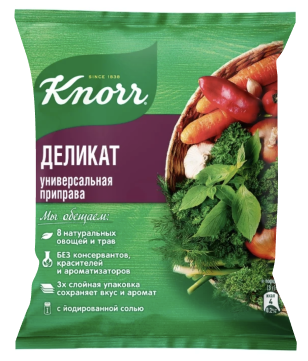 SINCE 1838
Knorr
ДЕЛИКАТ
универсальная
приправа
Мы обещаем:
8 натуральных
овощей и трав
БЕЗ консервантов,
красителей
и ароматизаторов
3х слойная упаковка
сохраняет вкус и аромат
с йодированной солью